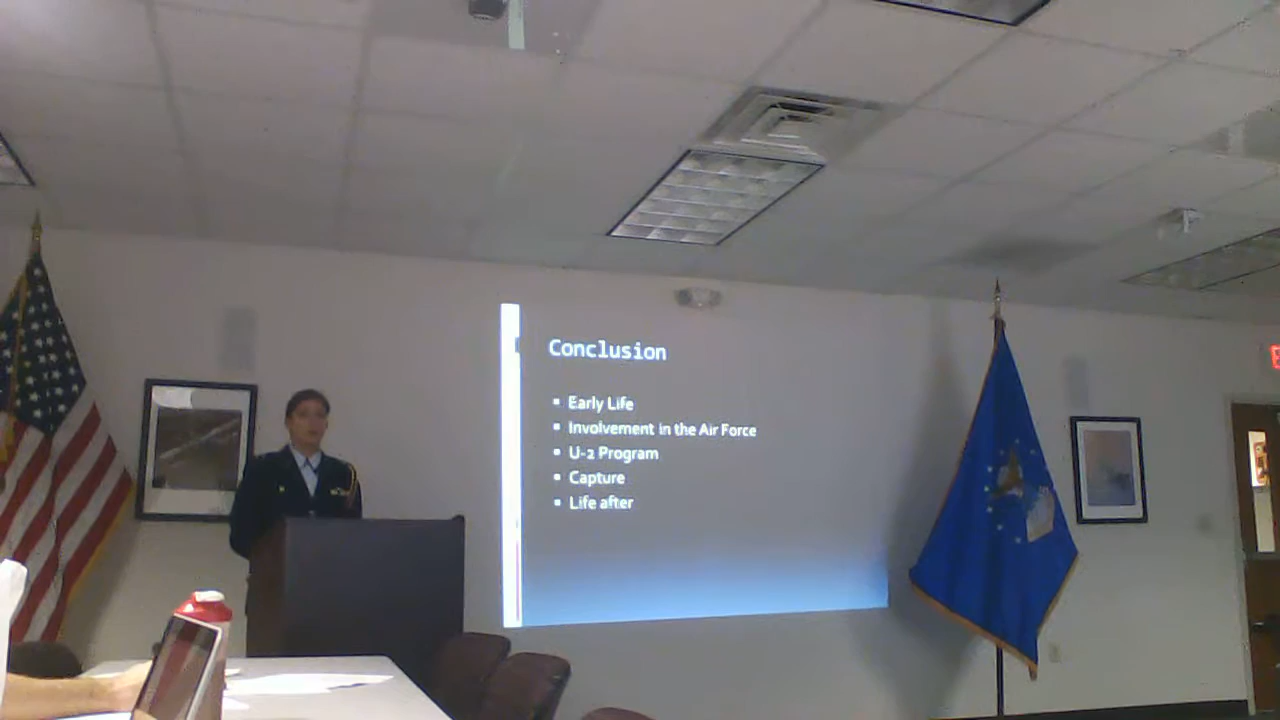 Conclusion
Early Life
Involvement in the Air Force
U-2 Program
Capture
Life after